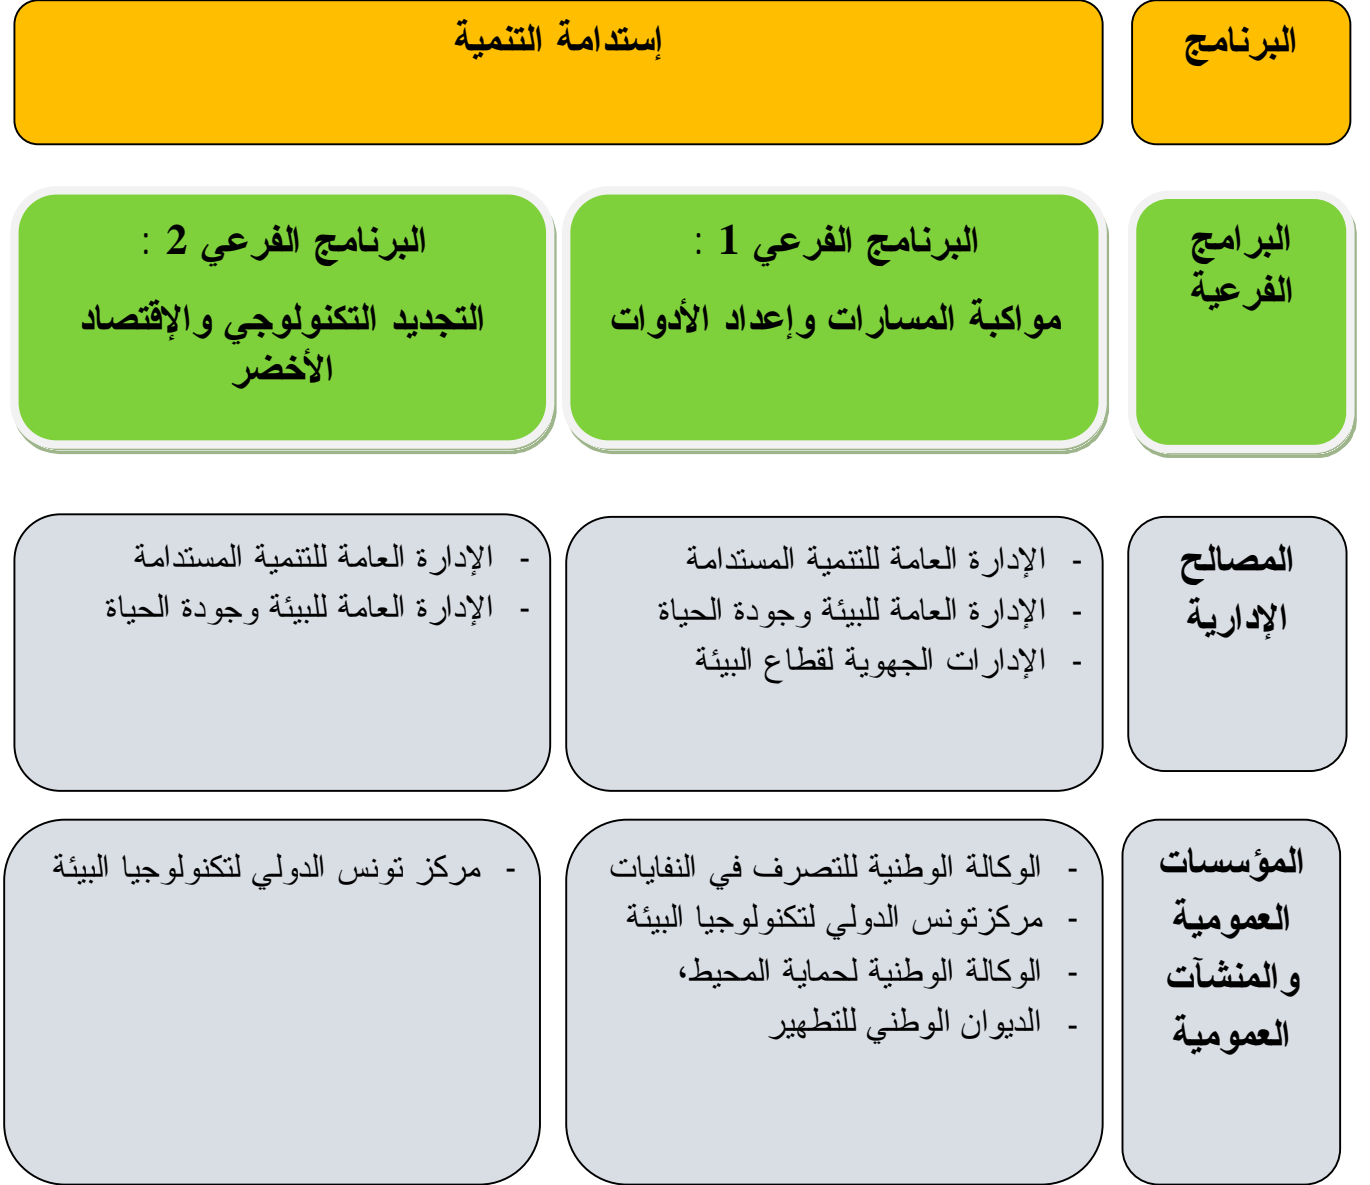 البرنامج
إستدامة التنمية
البرامج
الفرعية
البرنامج الفرعي 1 :
مواكبة المسارات وإعداد الأدوات
البرنامج الفرعي 2 :
التجديد التكنولوجي والإقتصاد
الأخضر
المصالح
الإدارية
- الإدارة العامة للتنمية المستدامة
- الإدارة العامة للبيئة وجودة الحياة
- الإدارات الجهوية لقطاع البيئة
- الإدارة العامة للتنمية المستدامة
- الإدارة العامة للبيئة وجودة الحياة
المؤسسات
العمومية
والمنشآت
العمومية
- الوكالة الوطنية للتصرف في النفايات
- مركزتونس الدولي لتكنولوجيا البيئة
- الوكالة الوطنية لحماية المحيط،
- الديوان الوطني للتطهير
- مركز تونس الدولي لتكنولوجيا البيئة